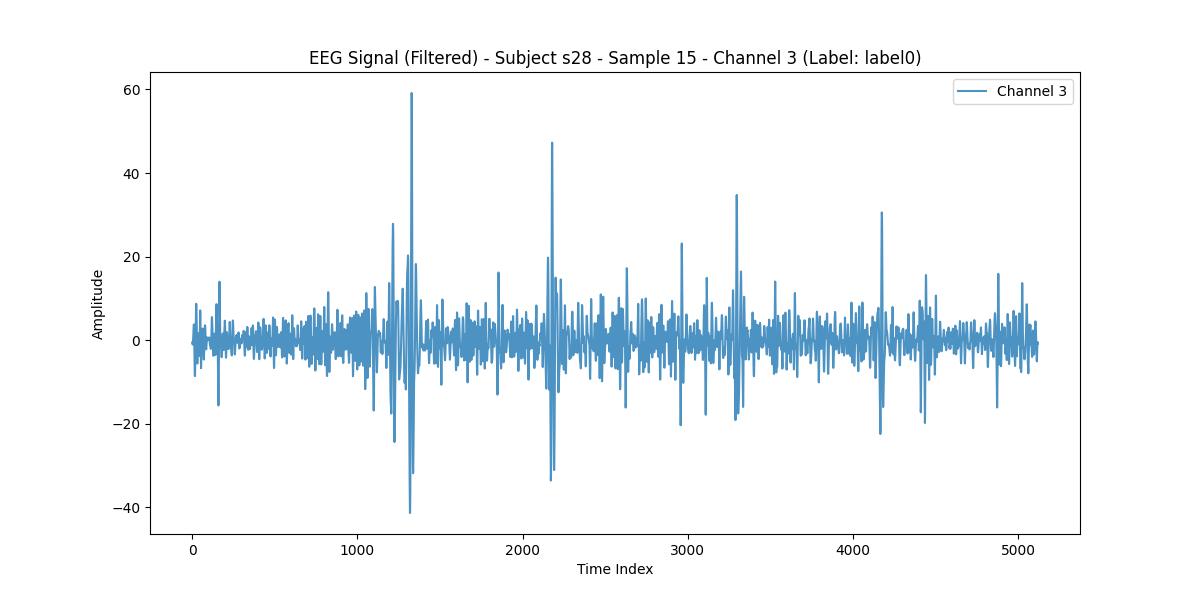 EEG Signal (Filtered) - Subject s28 - Sample 15 - Channel 3 (Label: label0)
Channel 3
60
40
20
0
−20
−40
Amplitude
0 1000 2000 3000 4000 5000
Time Index